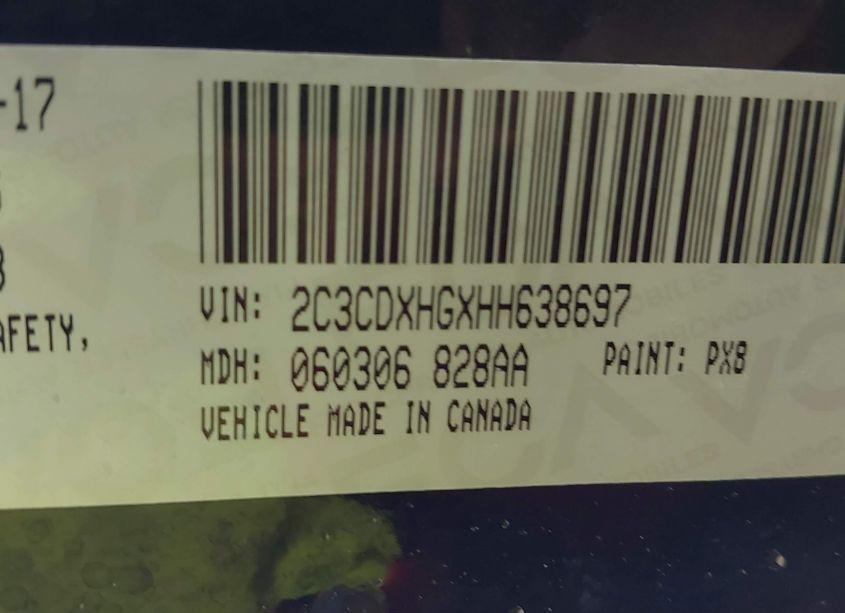 -17
AFETY,
VIN: 2C3CDXHGXHH638697
MDH: 060306 828AA PAINT: PX8
VEHICLE MADE IN CANADA